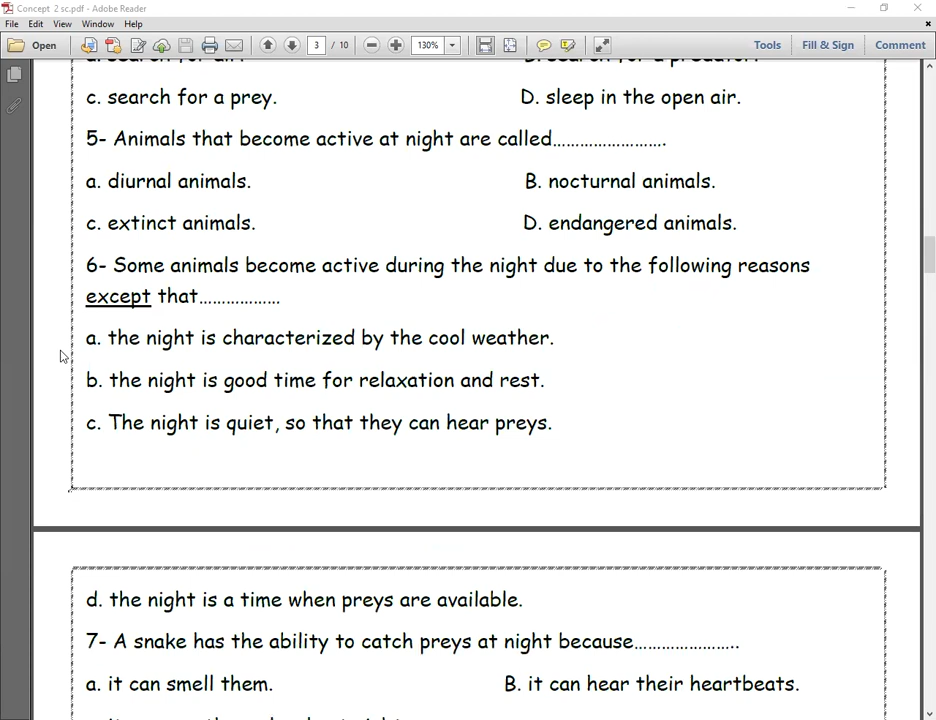 Concept 2 sc.pdf - Adobe Reader
File Edit View Window Help
Open 3 / 10 130% Tools Fill & Sign Comment
c. search for a prey. D. sleep in the open air.
5- Animals that become active at night are called........................
a. diurnal animals. B. nocturnal animals.
c. extinct animals. D. endangered animals.
6- Some animals become active during the night due to the following reasons
except that..................
a. the night is characterized by the cool weather.
b. the night is good time for relaxation and rest.
c. The night is quiet, so that they can hear preys.
d. the night is a time when preys are available.
7- A snake has the ability to catch preys at night because.......................
a. it can smell them. B. it can hear their heartbeats.